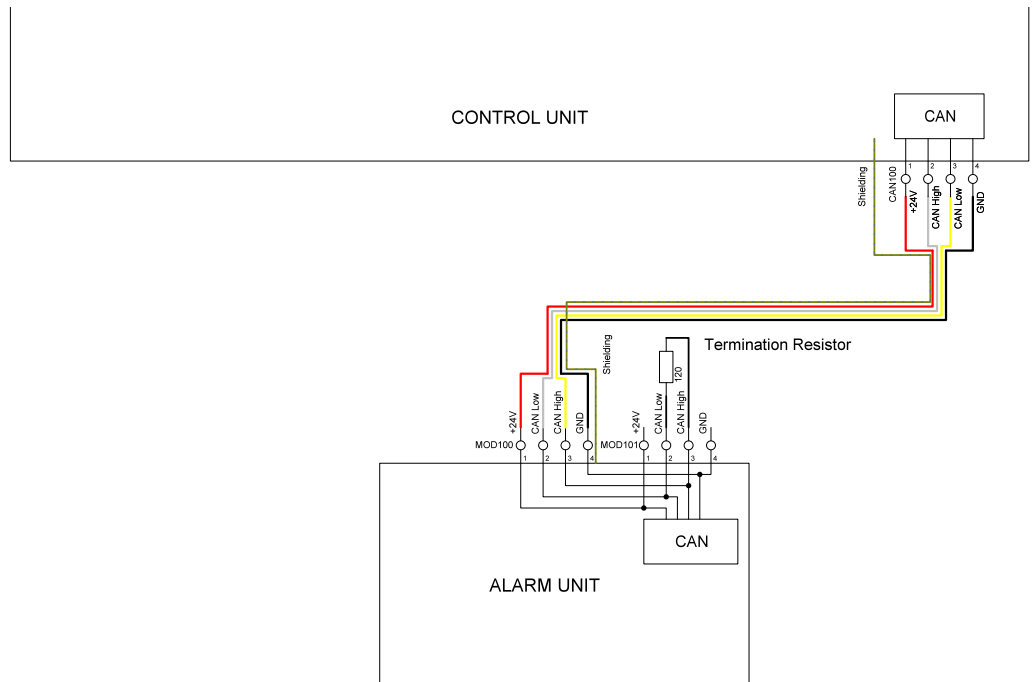 CONTROL UNIT
CAN
1
2
3
4
Shielding
CAN100
+24V
CAN High
CAN Low
GND
Termination Resistor
Shielding
120
+24V
CAN Low
CAN High
GND
+24V
CAN Low
CAN High
GND
MOD100
MOD101
1
2
3
4
1
2
3
4
CAN
ALARM UNIT